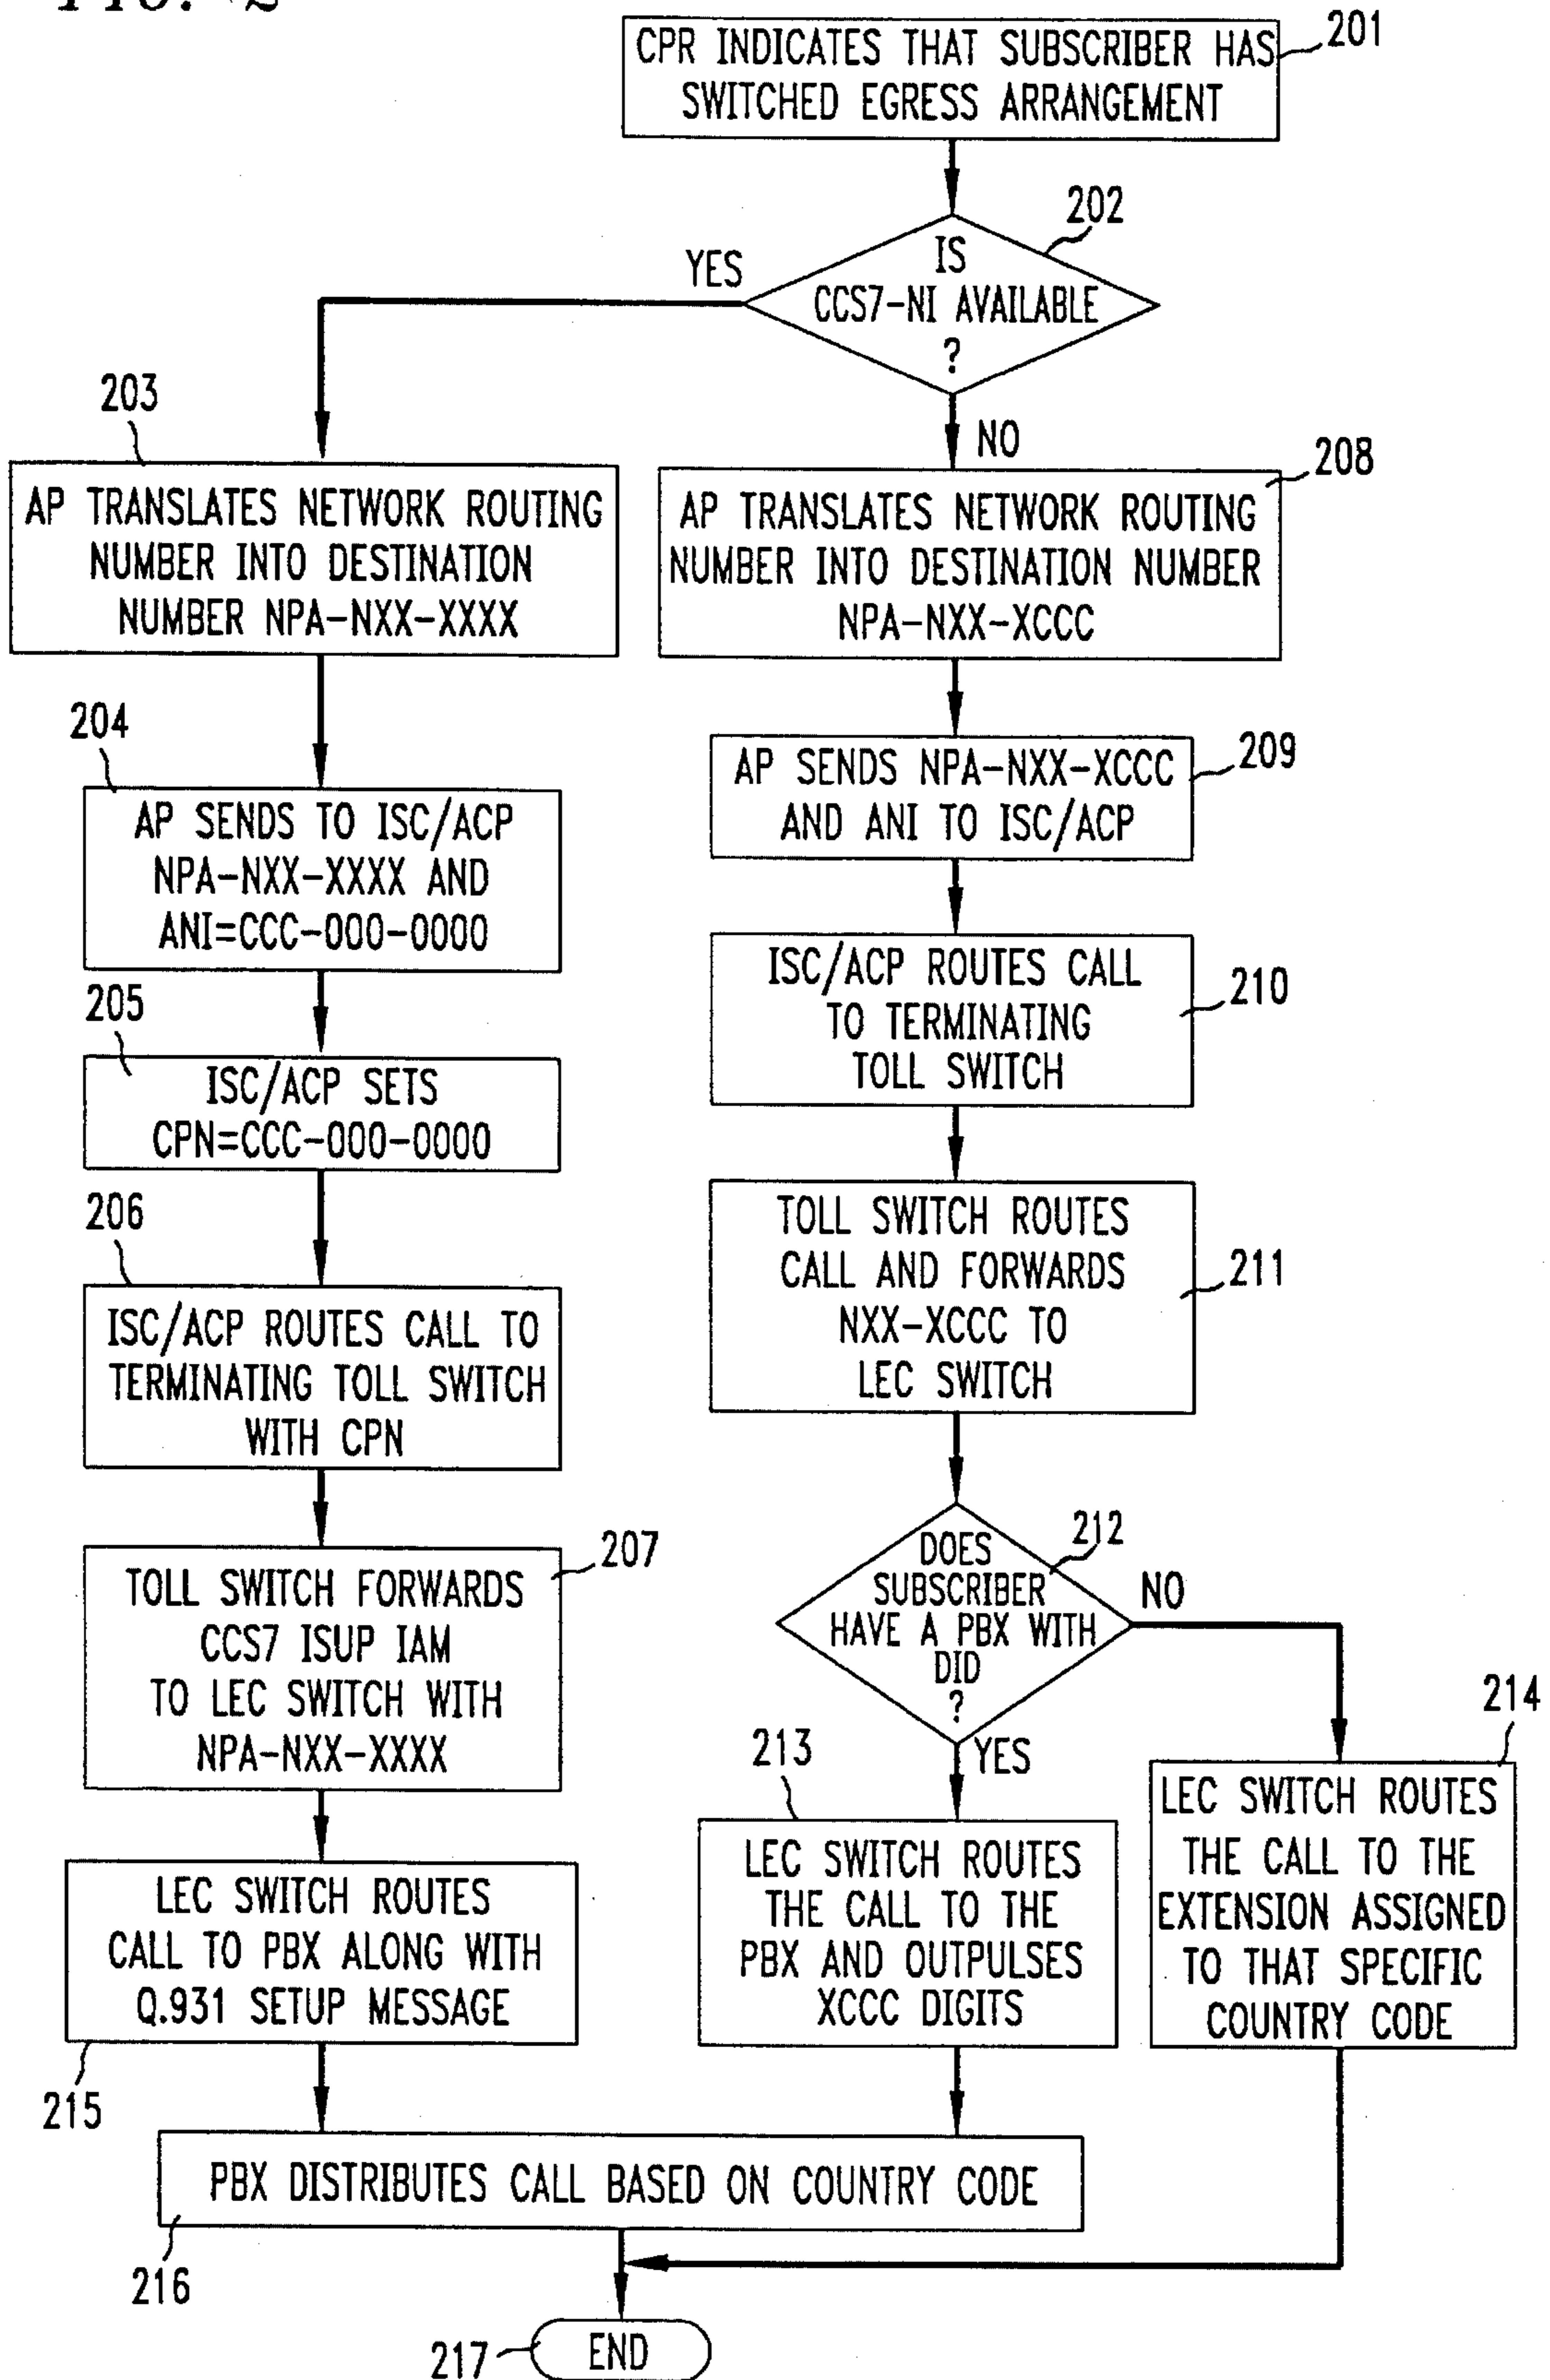 FIG. 2
CPR INDICATES THAT SUBSCRIBER HAS
SWITCHED EGRESS ARRANGEMENT
201
IS
CCS7-NI AVAILABLE
?
202
YES
NO
203
AP TRANSLATES NETWORK ROUTING
NUMBER INTO DESTINATION
NUMBER NPA-NXX-XXXX
204
AP SENDS TO ISC/ACP
NPA-NXX-XXXX AND
ANI=CCC-000-0000
205
ISC/ACP SETS
CPN=CCC-000-0000
206
ISC/ACP ROUTES CALL TO
TERMINATING TOLL SWITCH
WITH CPN
207
TOLL SWITCH FORWARDS
CCS7 ISUP IAM
TO LEC SWITCH WITH
NPA-NXX-XXXX
LEC SWITCH ROUTES
CALL TO PBX ALONG WITH
Q.931 SETUP MESSAGE
215
208
AP TRANSLATES NETWORK ROUTING
NUMBER INTO DESTINATION NUMBER
NPA-NXX-XCCC
209
AP SENDS NPA-NXX-XCCC
AND ANI TO ISC/ACP
ISC/ACP ROUTES CALL
TO TERMINATING
TOLL SWITCH
210
TOLL SWITCH ROUTES
CALL AND FORWARDS
NXX-XCCC TO
LEC SWITCH
211
DOES
SUBSCRIBER
HAVE A PBX WITH
DID
?
212
NO
YES
213
LEC SWITCH ROUTES
THE CALL TO THE
PBX AND OUTPULSES
XCCC DIGITS
214
LEC SWITCH ROUTES
THE CALL TO THE
EXTENSION ASSIGNED
TO THAT SPECIFIC
COUNTRY CODE
PBX DISTRIBUTES CALL BASED ON COUNTRY CODE
216
217
END